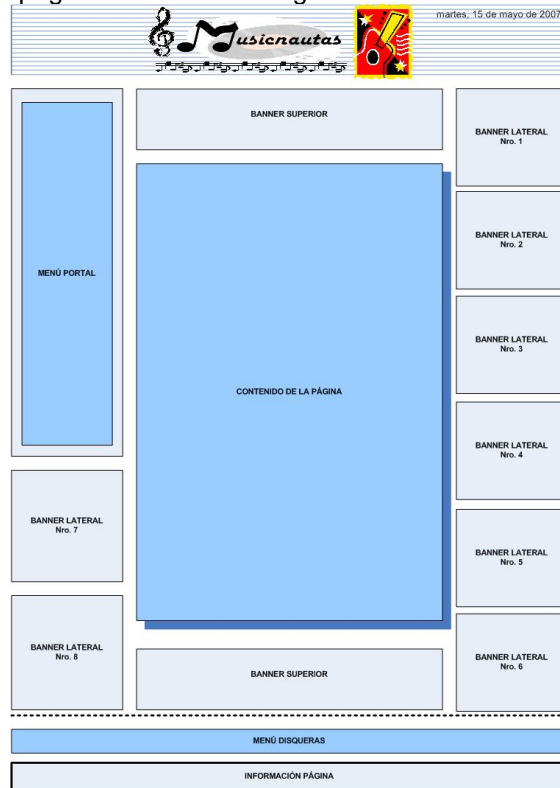 martes, 15 de mayo de 2007
Musicnautas
BANNER SUPERIOR
BANNER LATERAL
Nro. 1
BANNER LATERAL
Nro. 2
MENÚ PORTAL
BANNER LATERAL
Nro. 3
CONTENIDO DE LA PÁGINA
BANNER LATERAL
Nro. 4
BANNER LATERAL
Nro. 7
BANNER LATERAL
Nro. 5
BANNER LATERAL
Nro. 8
BANNER SUPERIOR
BANNER LATERAL
Nro. 6
MENÚ DISQUERAS
INFORMACIÓN PÁGINA